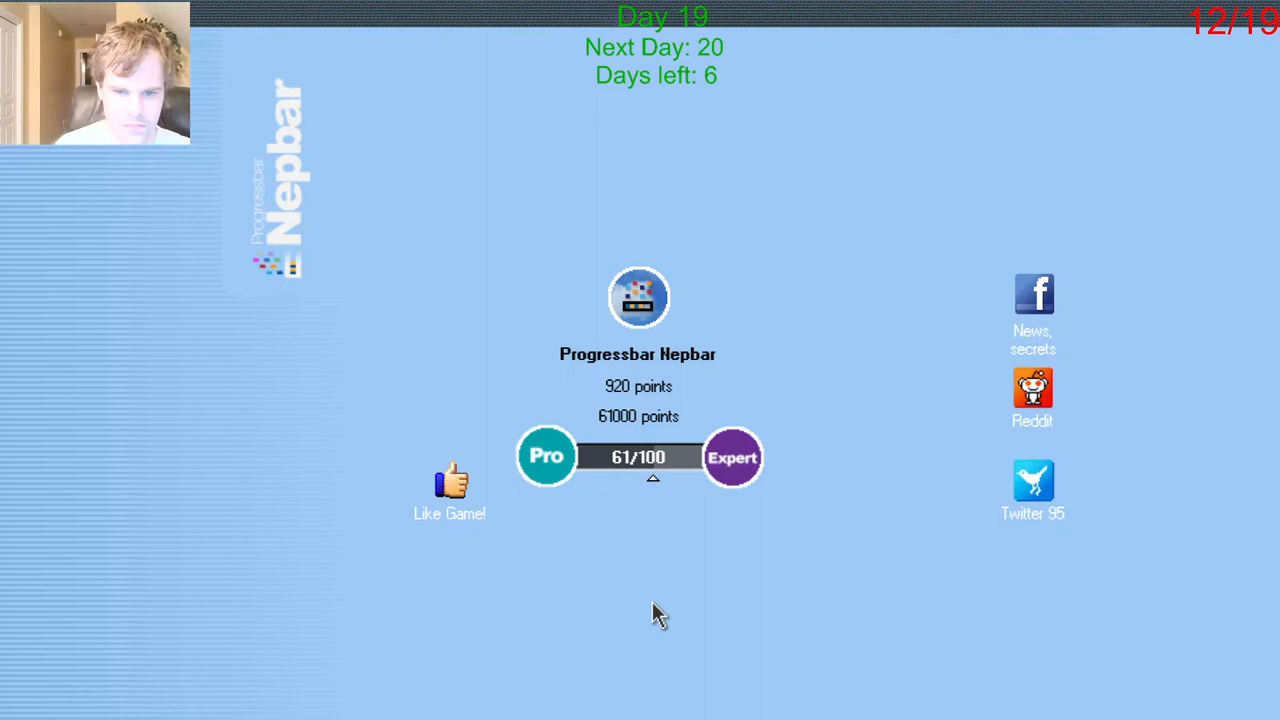 Day 19
12/19
Next Day: 20
Days left: 6
Progressbar
Nepbar
Progressbar Nepbar
920 points
61000 points
Pro
61/100
Expert
Like Game!
f
News,
secrets
Reddit
Twitter 95